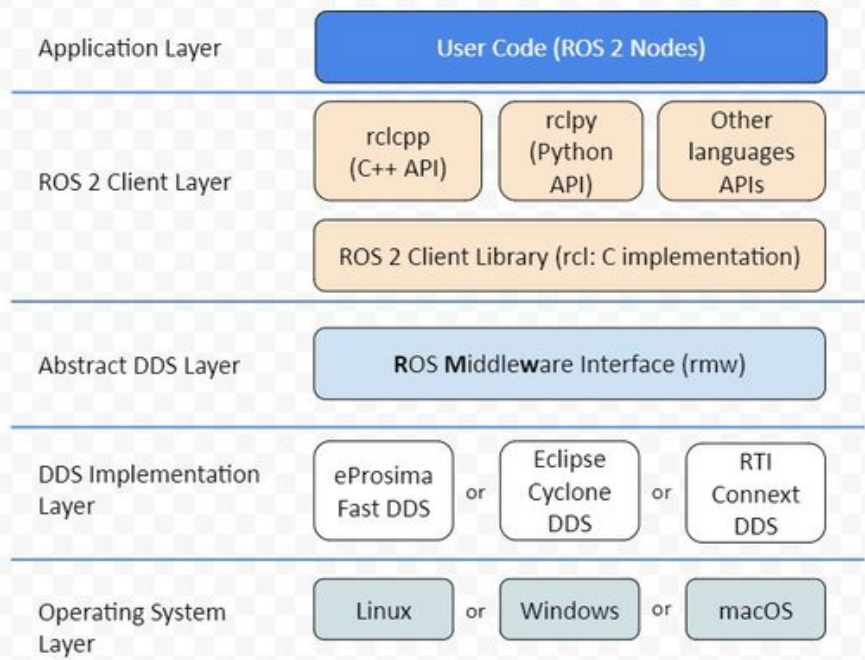 Application Layer
User Code (ROS 2 Nodes)
ROS 2 Client Layer
rclcpp
(C++ API)
rclpy
(Python
API)
Other
languages
APIs
ROS 2 Client Library (rcl: C implementation)
Abstract DDS Layer
ROS Middleware Interface (rmw)
DDS Implementation
Layer
eProsima
Fast DDS
or
Eclipse
Cyclone
DDS
or
RTI
Connext
DDS
Operating System
Layer
Linux
or
Windows
or
macOS